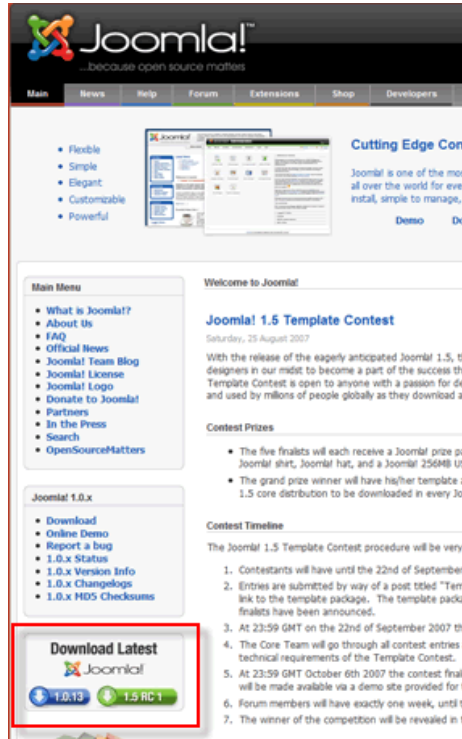 Joomla!™
...because open source matters
Main News Help Forum Extensions Shop Developers
Flexible
Simple
Elegant
Customizable
Powerful
Cutting Edge Con
Joomla! is one of the mo
all over the world for eve
install, simple to manage,
Demo Do
Main Menu
What is Joomla!?
About Us
FAQ
Official News
Joomla! Team Blog
Joomla! License
Joomla! Logo
Donate to Joomla!
Partners
In the Press
Search
OpenSourceMatters
Joomla! 1.0.x
Download
Online Demo
Report a bug
1.0.x Status
1.0.x Version Info
1.0.x Changelogs
1.0.x MD5 Checksums
Download Latest
Joomla!
1.0.13 1.5 RC 1
Welcome to Joomla!
Joomla! 1.5 Template Contest
Saturday, 25 August 2007
With the release of the eagerly anticipated Joomla! 1.5, t
designers in our midst to become a part of the success th
Template Contest is open to anyone with a passion for de
and used by millions of people globally as they download a
Contest Prizes
The five finalists will each receive a Joomla! prize pa
Joomla! shirt, Joomla! hat, and a Joomla! 256MB U
The grand prize winner will have his/her template a
1.5 core distribution to be downloaded in every Jo
Contest Timeline
The Joomla! 1.5 Template Contest procedure will be very
1. Contestants will have until the 22nd of September
2. Entries are submitted by way of a post titled "Tem
link to the template package. The template packa
finalists have been announced.
3. At 23:59 GMT on the 22nd of September 2007 th
4. The Core Team will go through all contest entries
technical requirements of the Template Contest.
5. At 23:59 GMT October 6th 2007 the contest final
will be made available via a demo site provided for
6. Forum members will have exactly one week, until t
7. The winner of the competition will be revealed in t